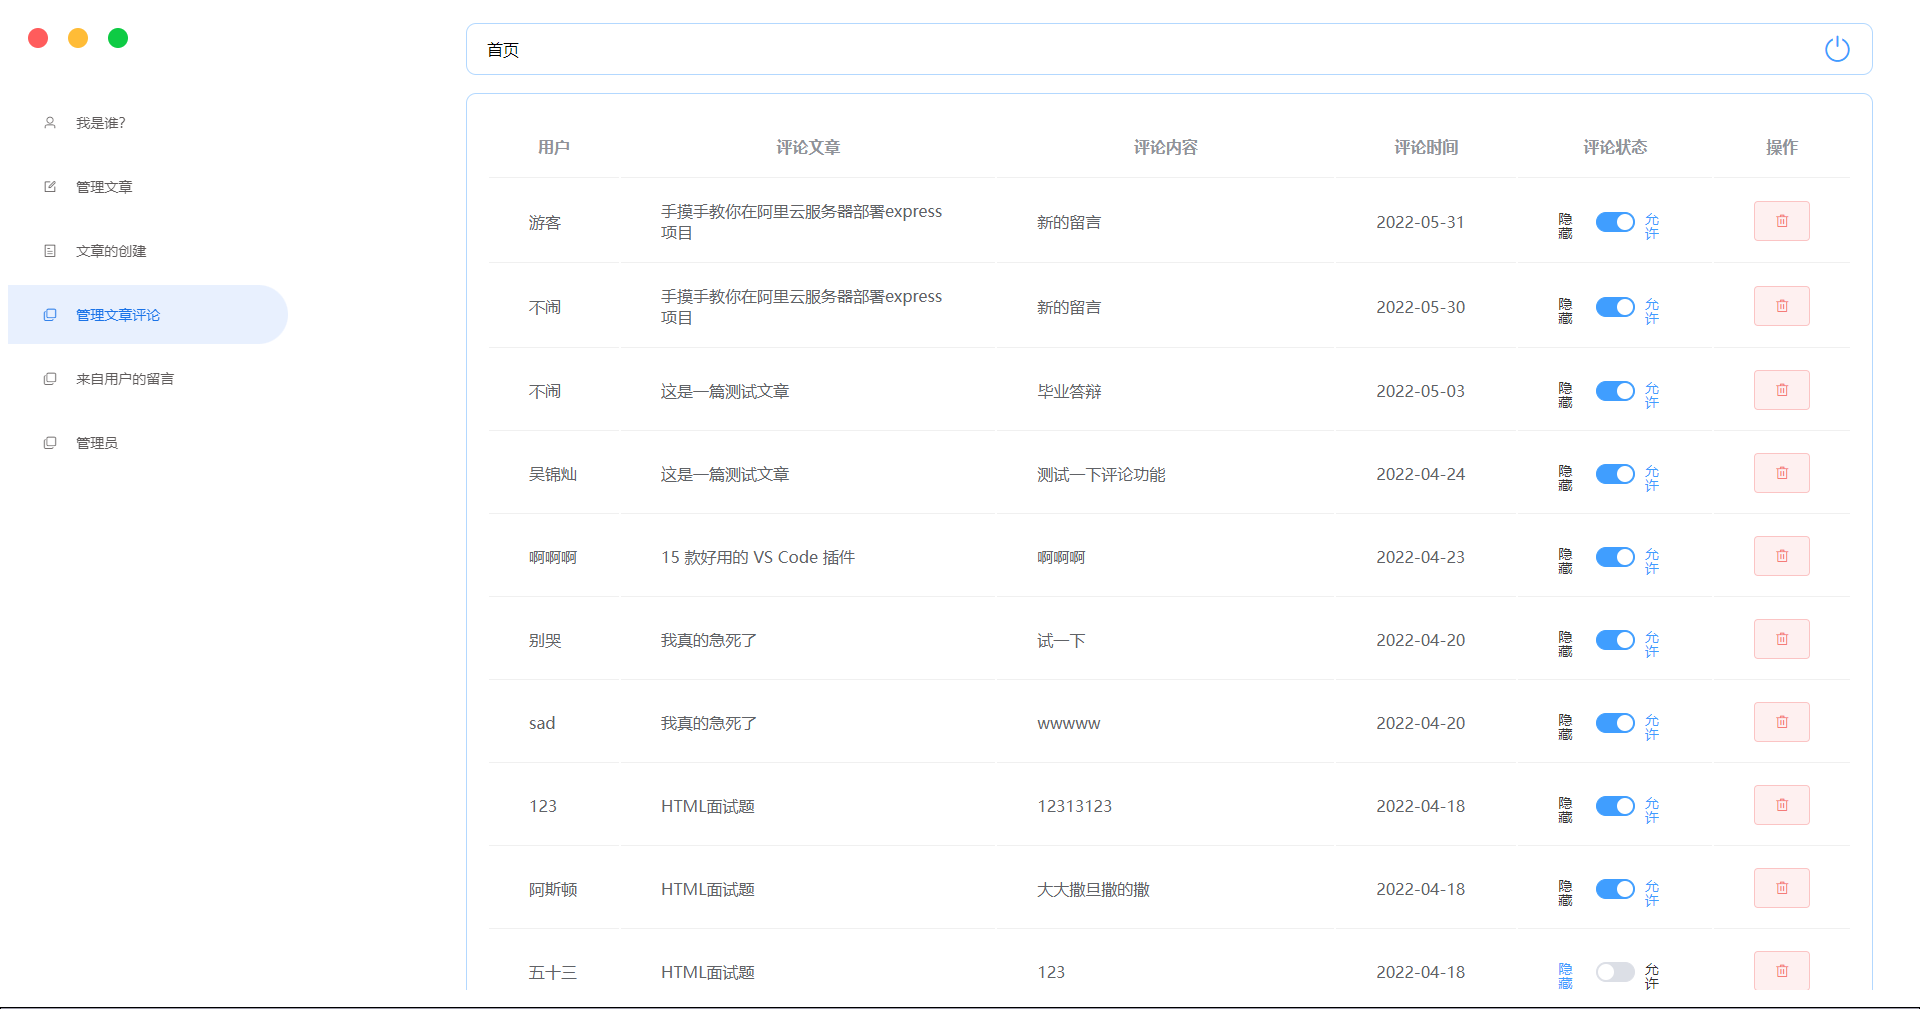 首页
我是谁?
管理文章
文章的创建
管理文章评论
来自用户的留言
管理员
用户 评论文章 评论内容 评论时间 评论状态 操作
游客 手摸手教你在阿里云服务器部署express 新的留言 2022-05-31 隐藏 允许
项目
不闹 手摸手教你在阿里云服务器部署express 新的留言 2022-05-30 隐藏 允许
项目
不闹 这是一篇测试文章 毕业答辩 2022-05-03 隐藏 允许
吴锦灿 这是一篇测试文章 测试一下评论功能 2022-04-24 隐藏 允许
啊啊啊 15 款好用的 VS Code 插件 啊啊啊 2022-04-23 隐藏 允许
别哭 我真的急死了 试一下 2022-04-20 隐藏 允许
sad 我真的急死了 wwwww 2022-04-20 隐藏 允许
123 HTML面试题 12313123 2022-04-18 隐藏 允许
阿斯顿 HTML面试题 大大撒旦撒的撒 2022-04-18 隐藏 允许
五十三 HTML面试题 123 2022-04-18 隐藏 允许